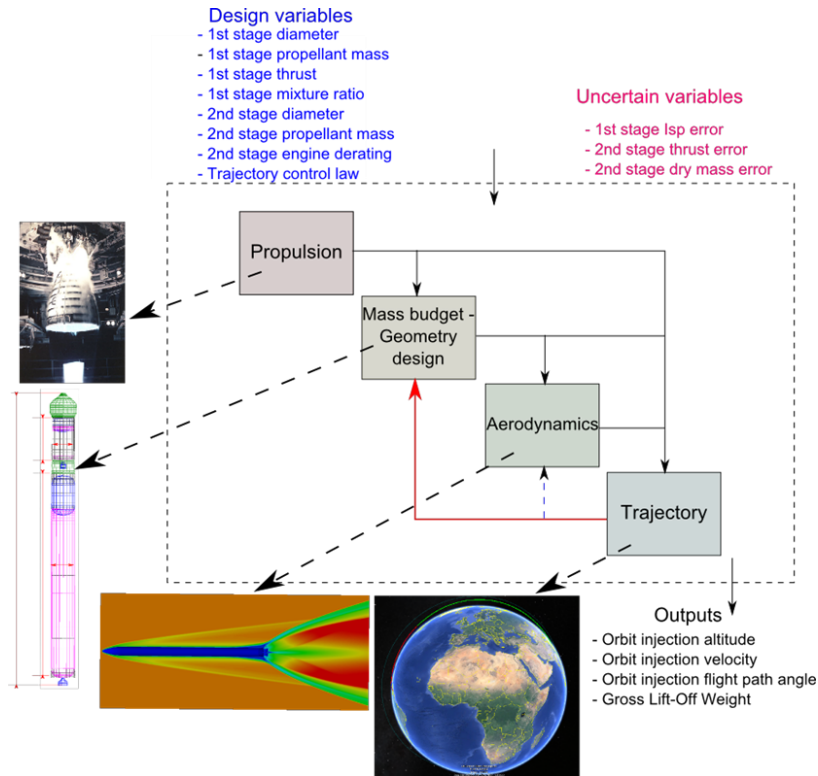 Design variables
- 1st stage diameter
- 1st stage propellant mass
- 1st stage thrust
- 1st stage mixture ratio
- 2nd stage diameter
- 2nd stage propellant mass
- 2nd stage engine derating
- Trajectory control law
Uncertain variables
- 1st stage Isp error
- 2nd stage thrust error
- 2nd stage dry mass error
Propulsion
Mass budget -
Geometry
design
Aerodynamics
Trajectory
Outputs
- Orbit injection altitude
- Orbit injection velocity
- Orbit injection flight path angle
- Gross Lift-Off Weight